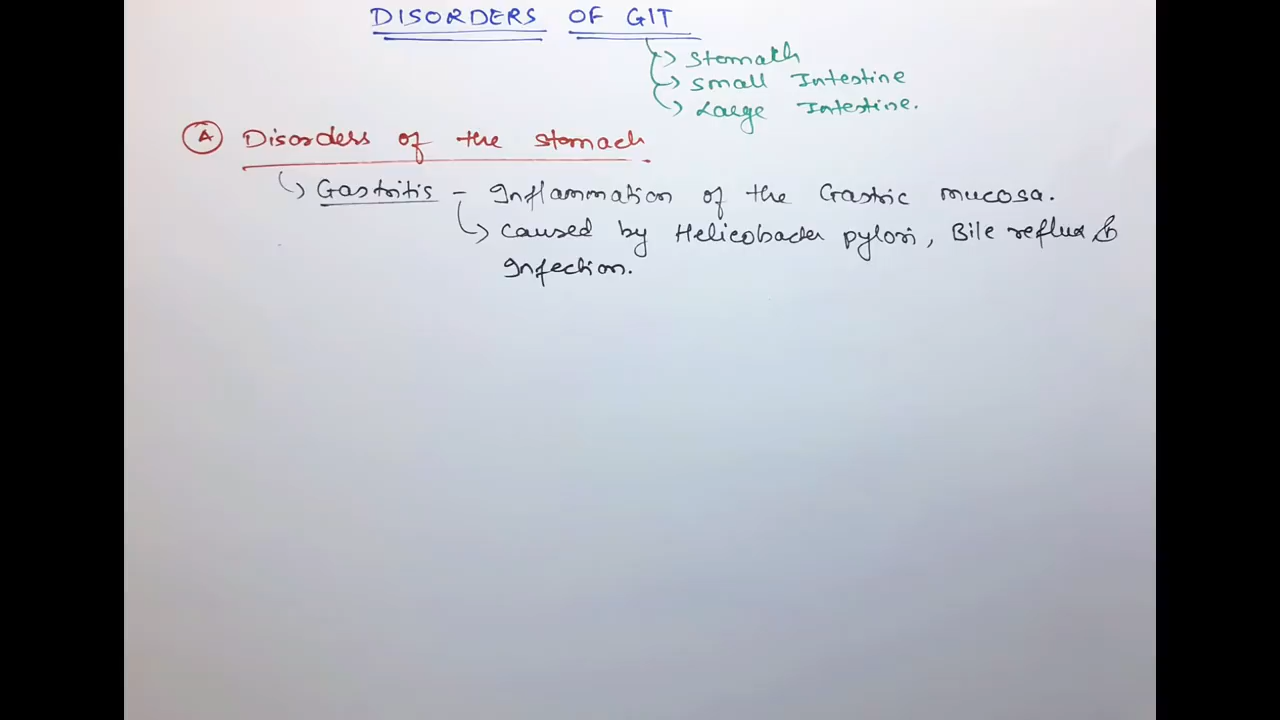 DISORDERS OF GIT
Stomach
Small Intestine
Large Intestine.
A Disorders of the stomach
Gastritis - Inflammation of the Gastric mucosa.
Caused by Helicobacter pylori, Bile reflux &
Infection.